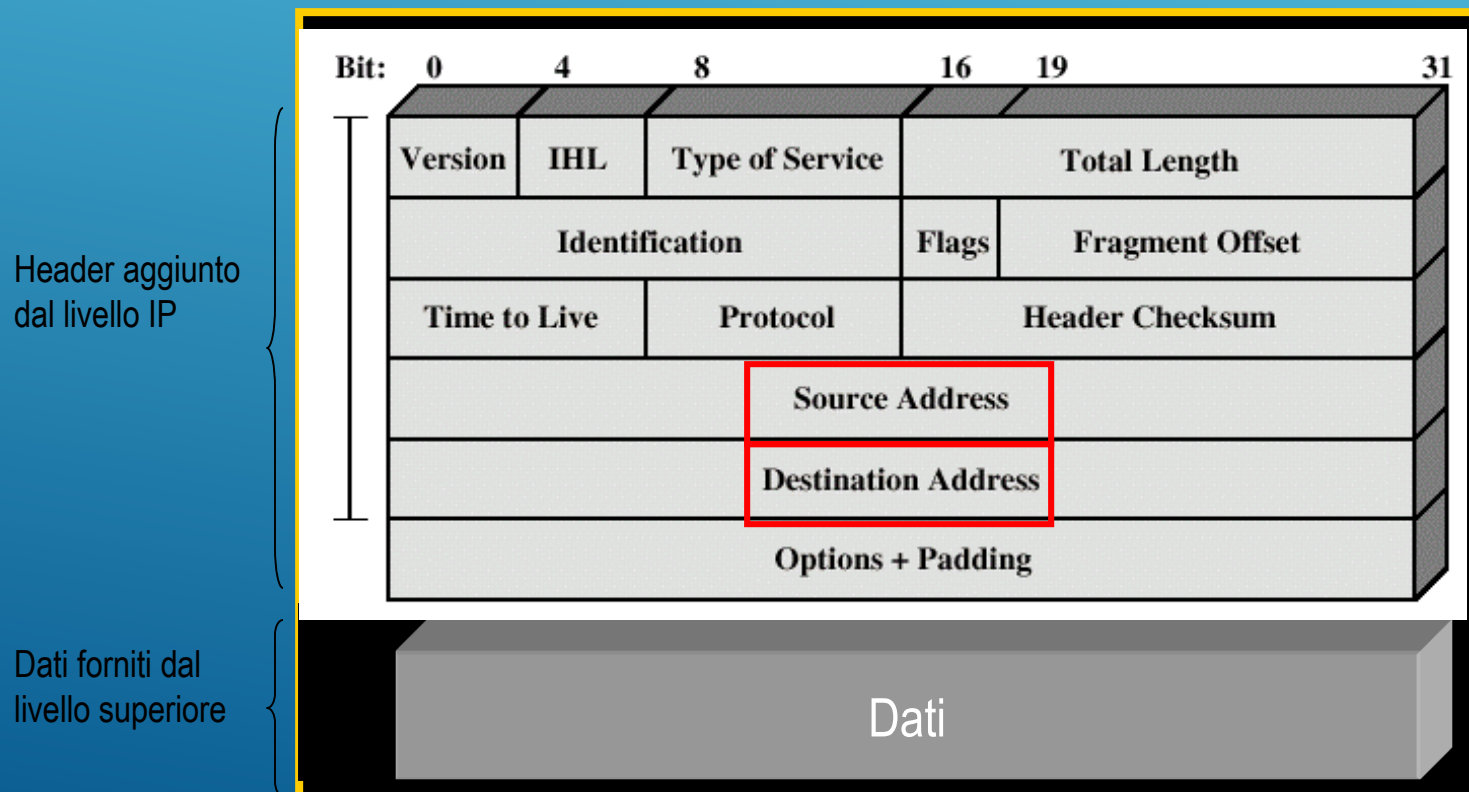 Bit: 0 4 8 16 19 31
Version IHL Type of Service Total Length
Identification Flags Fragment Offset
Header aggiunto
dal livello IP
Time to Live Protocol Header Checksum
Source Address
Destination Address
Options + Padding
Dati forniti dal
livello superiore
Dati